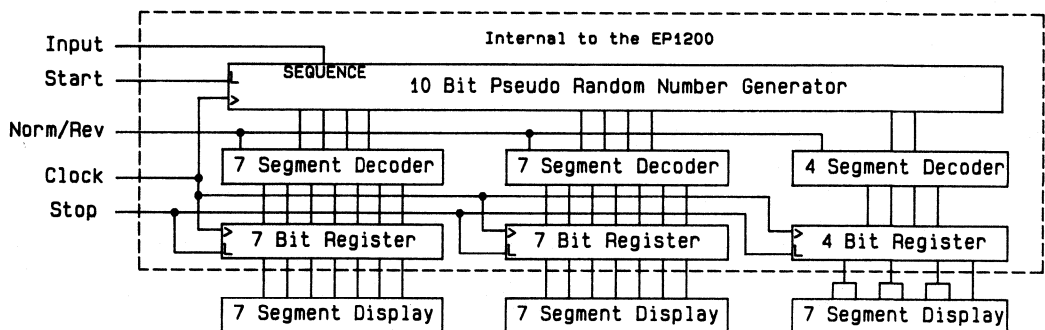 Internal to the EP1200
Input
SEQUENCE
Start
L
10 Bit Pseudo Random Number Generator
>
Norm/Rev
7 Segment Decoder
7 Segment Decoder
4 Segment Decoder
Clock
Stop
>
7 Bit Register
L
>
7 Bit Register
L
>
4 Bit Register
L
7 Segment Display
7 Segment Display
7 Segment Display